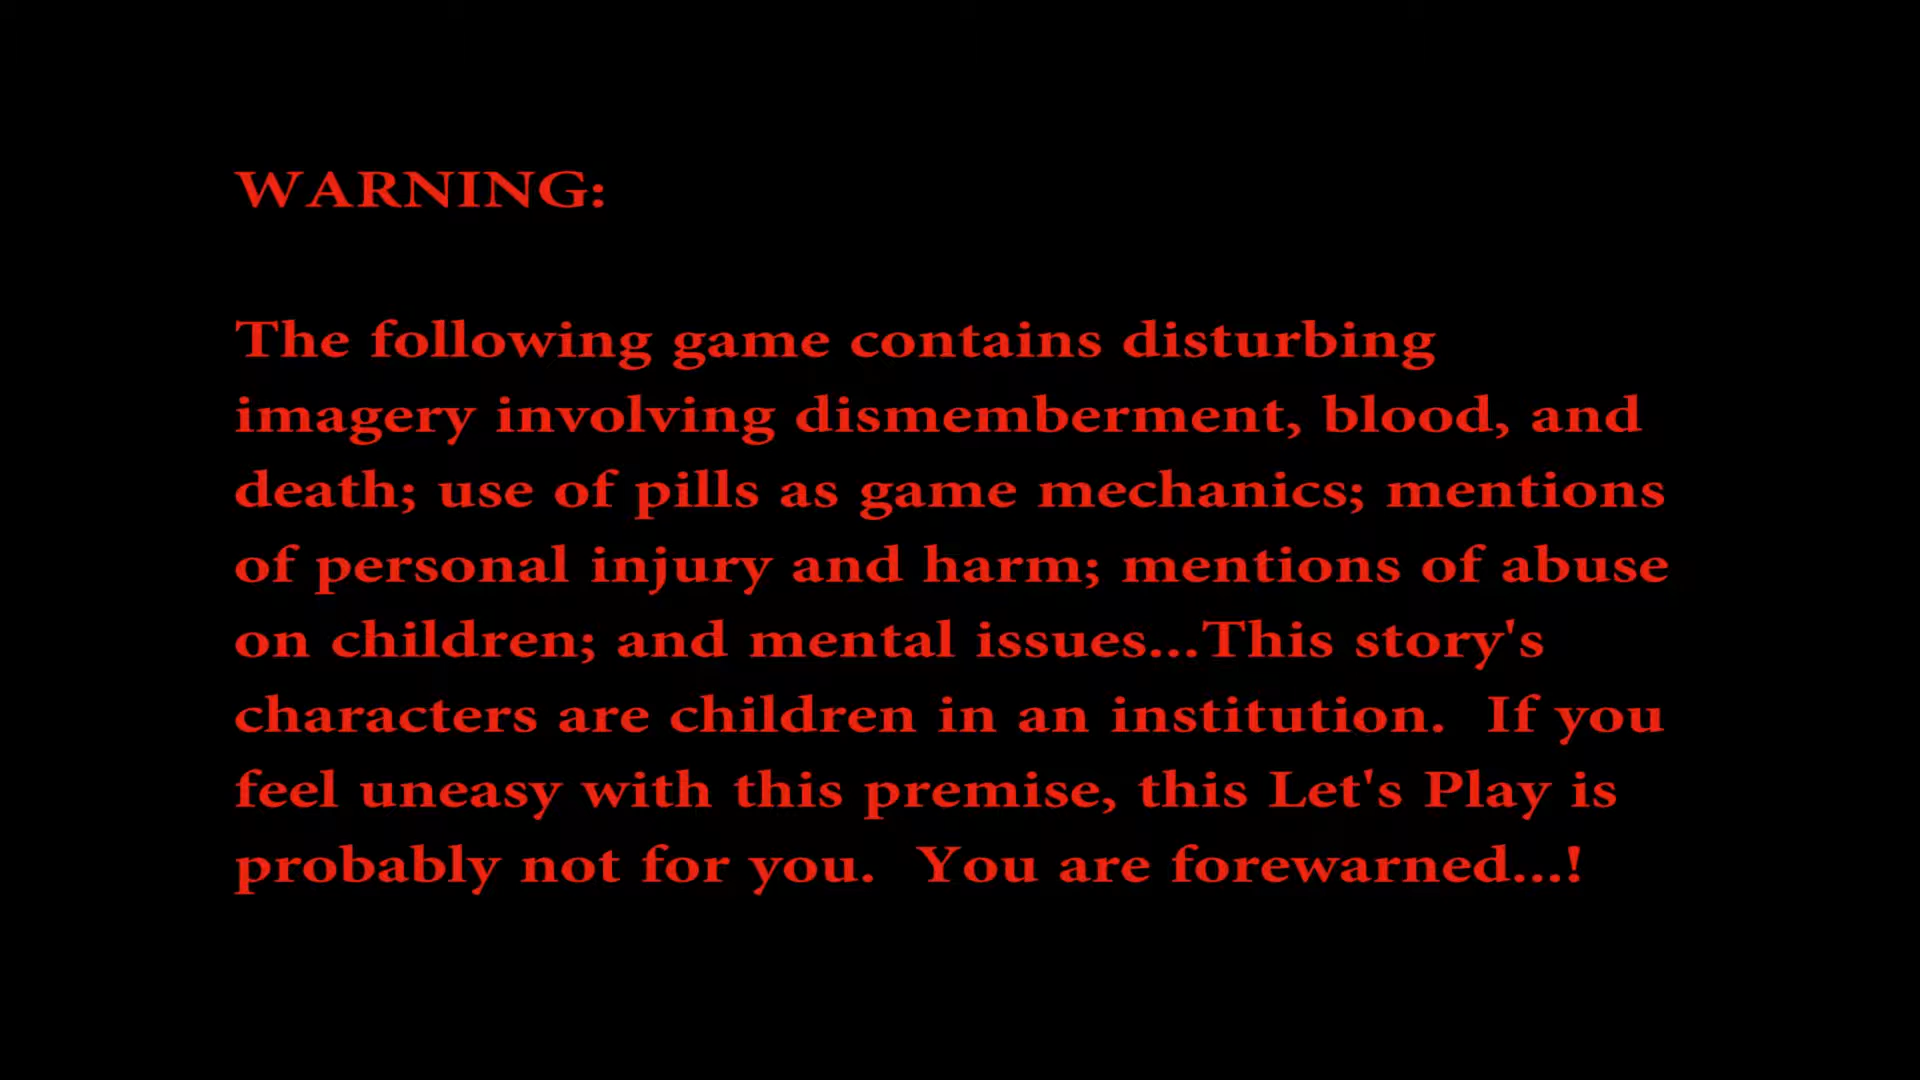 WARNING:
The following game contains disturbing
imagery involving dismemberment, blood, and
death; use of pills as game mechanics; mentions
of personal injury and harm; mentions of abuse
on children; and mental issues...This story's
characters are children in an institution.  If you
feel uneasy with this premise, this Let's Play is
probably not for you.  You are forewarned...!